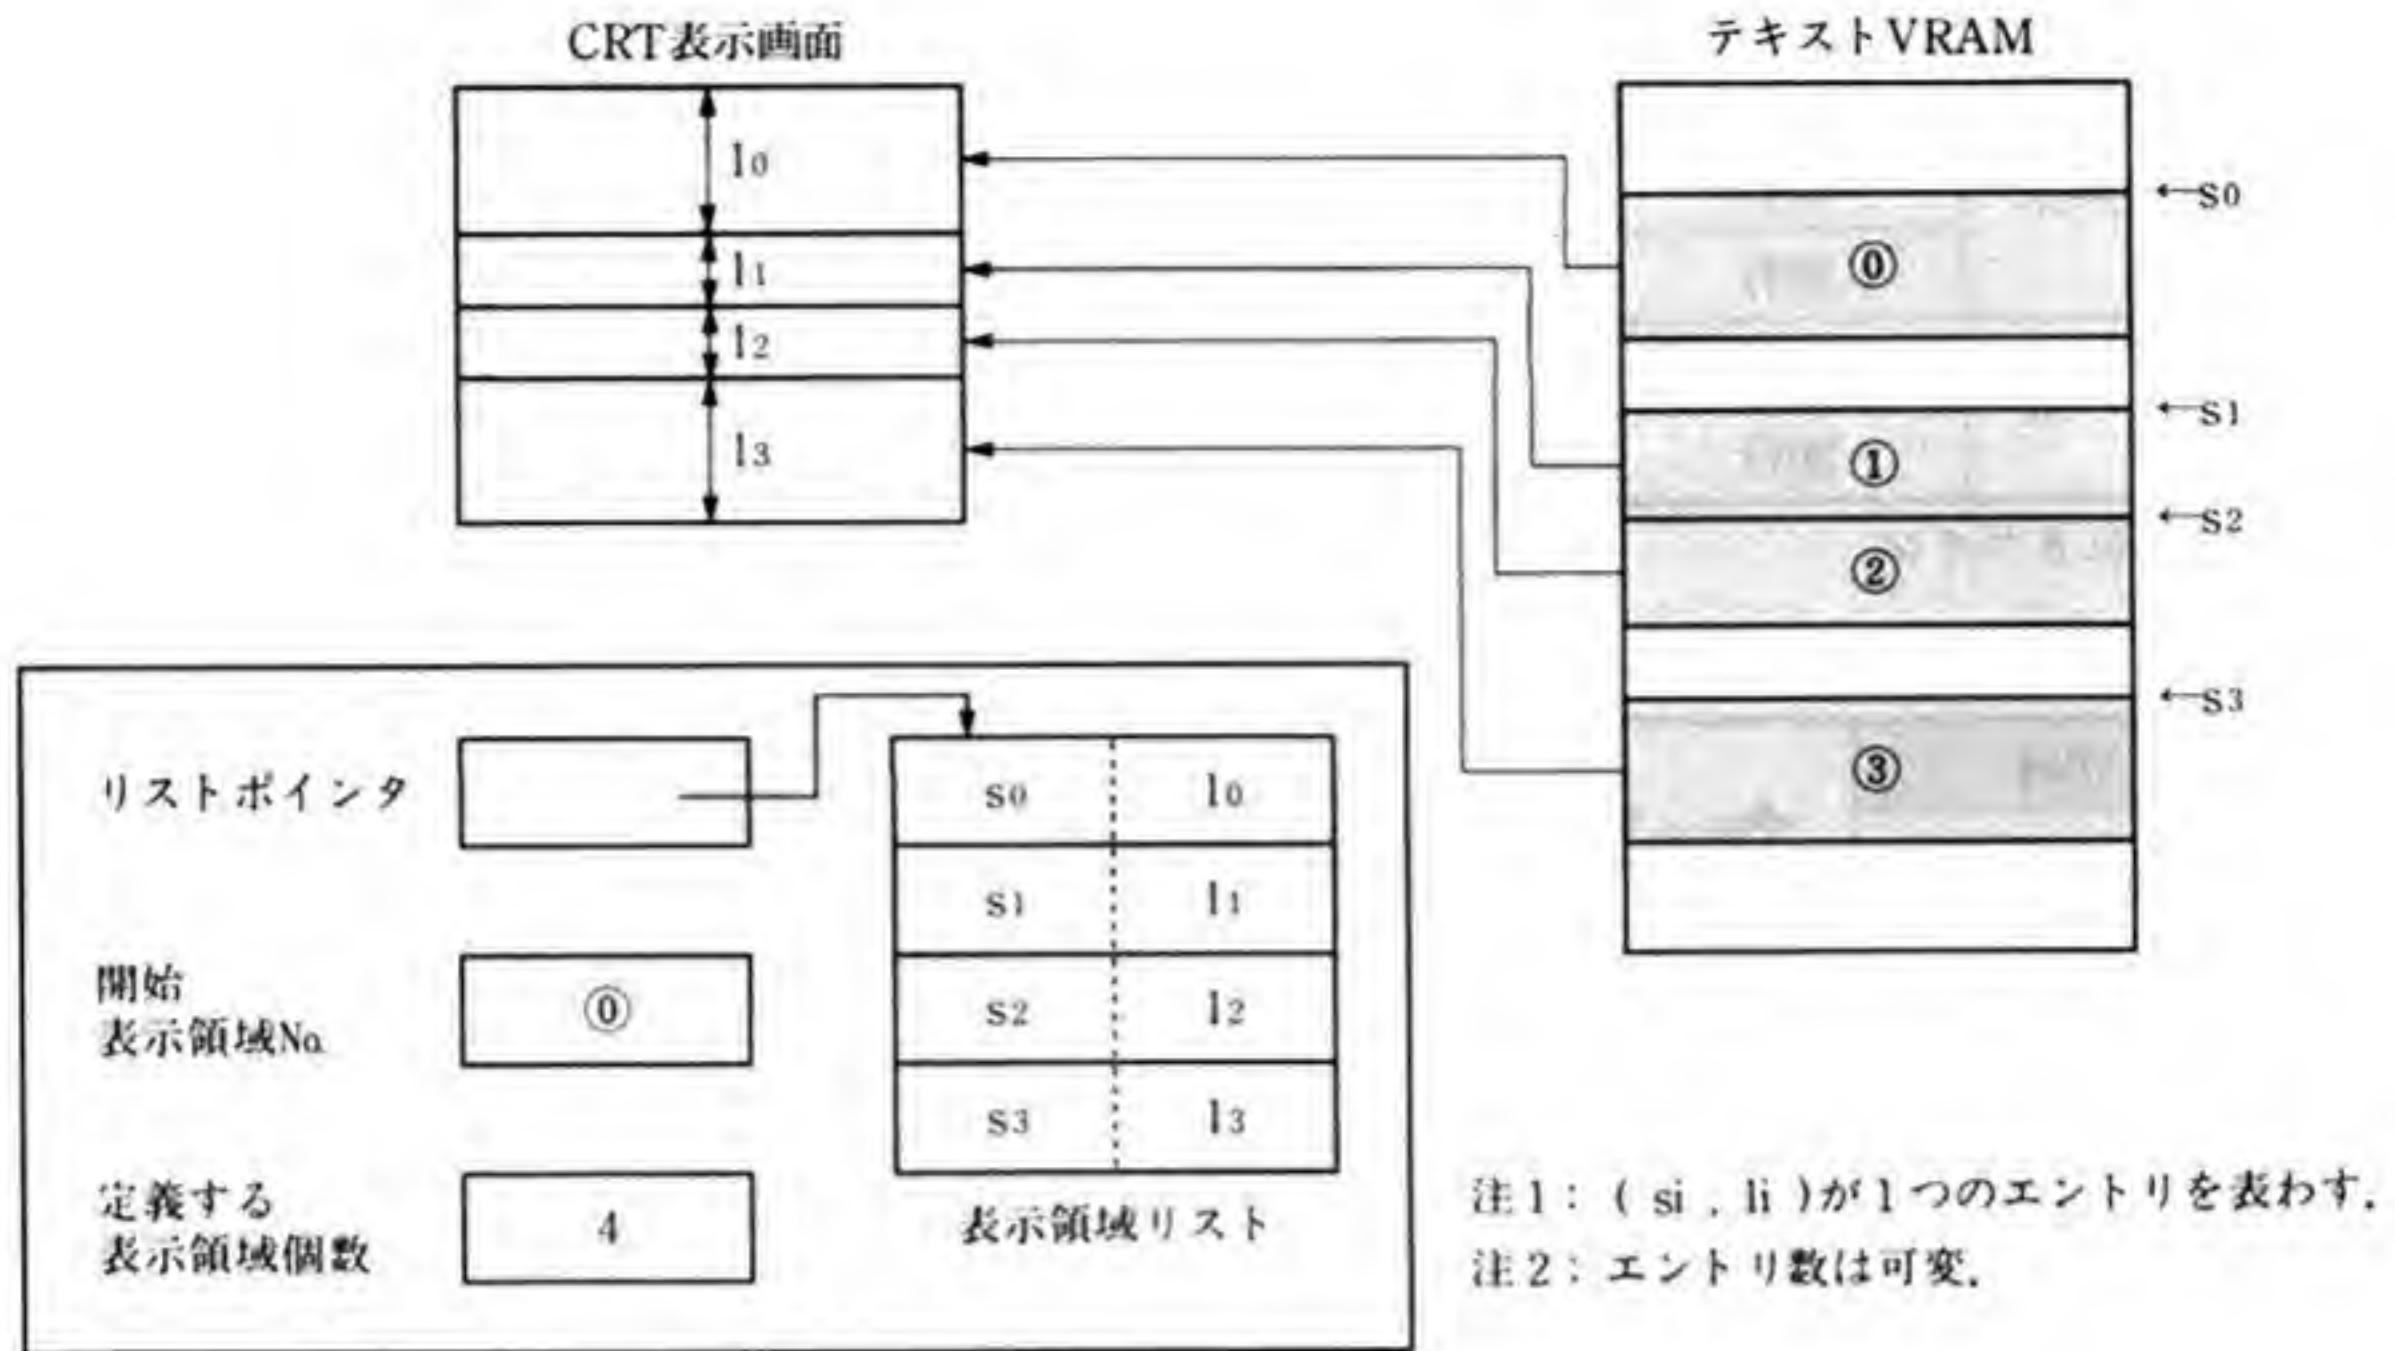 CRT表示画面
テキストVRAM
l0
l1
l2
l3
←s0
⓪
←s1
①
←s2
②
←s3
③
リストポインタ
開始
表示領域No.
⓪
定義する
表示領域個数
4
s0 l0
s1 l1
s2 l2
s3 l3
表示領域リスト
注1:(si,li)が1つのエントリを表わす.
注2:エントリ数は可変.